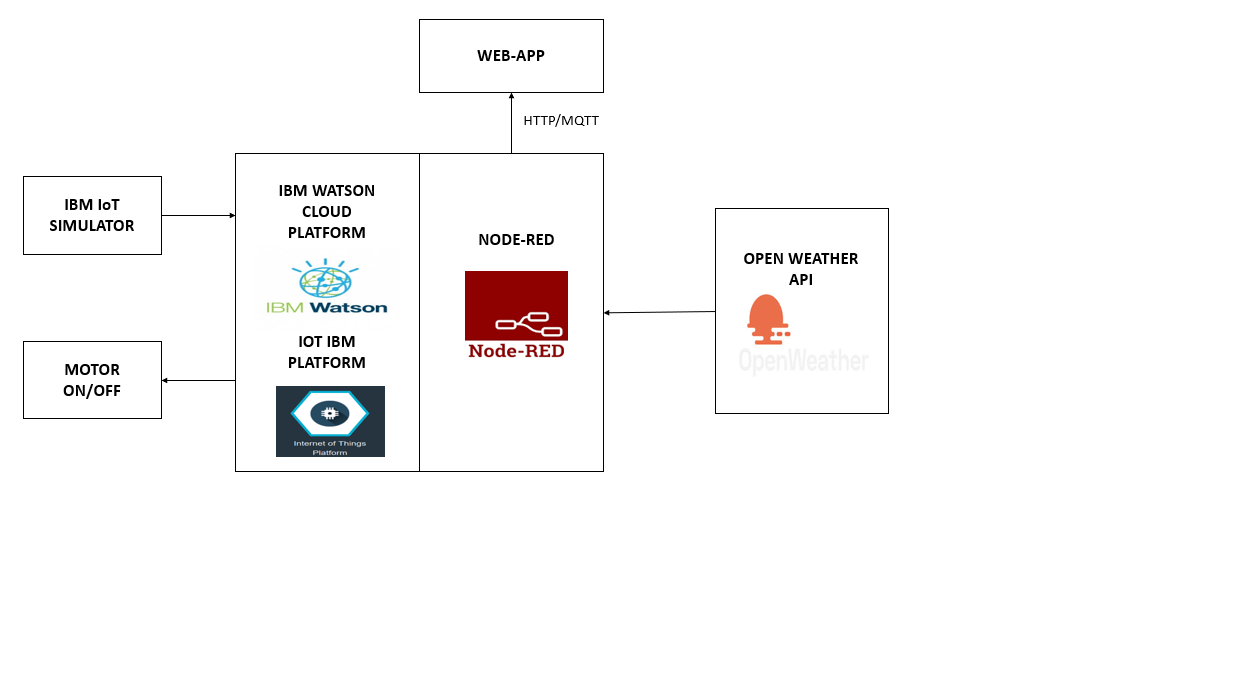 WEB-APP
HTTP/MQTT
IBM IoT
SIMULATOR
MOTOR
ON/OFF
IBM WATSON
CLOUD
PLATFORM
IBM Watson
IOT IBM
PLATFORM
Internet of Things
Platform
NODE-RED
Node-RED
OPEN WEATHER
API
OpenWeather